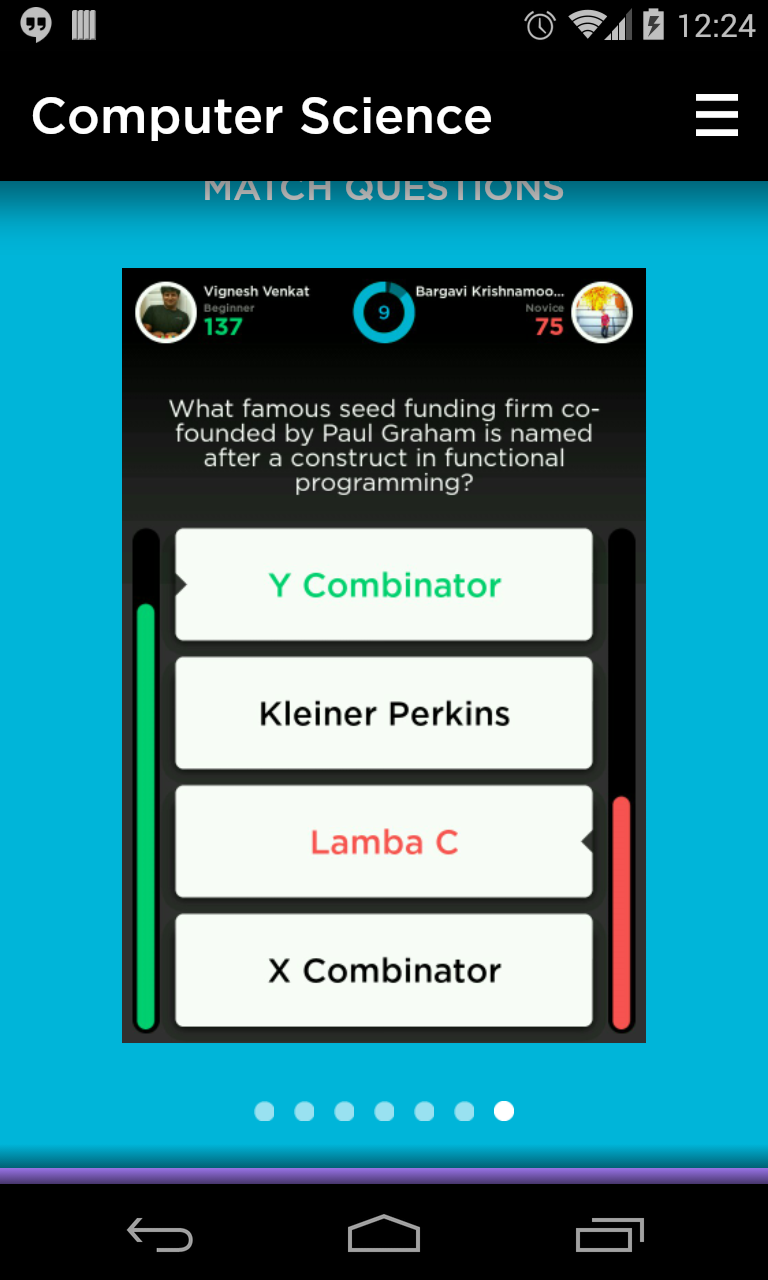 12:24
Computer Science
MATCH QUESTIONS
Vignesh Venkat
Beginner
137
9
Bargavi Krishnamoo...
Novice
75
What famous seed funding firm co-
founded by Paul Graham is named
after a construct in functional
programming?
Y Combinator
Kleiner Perkins
Lamba C
X Combinator